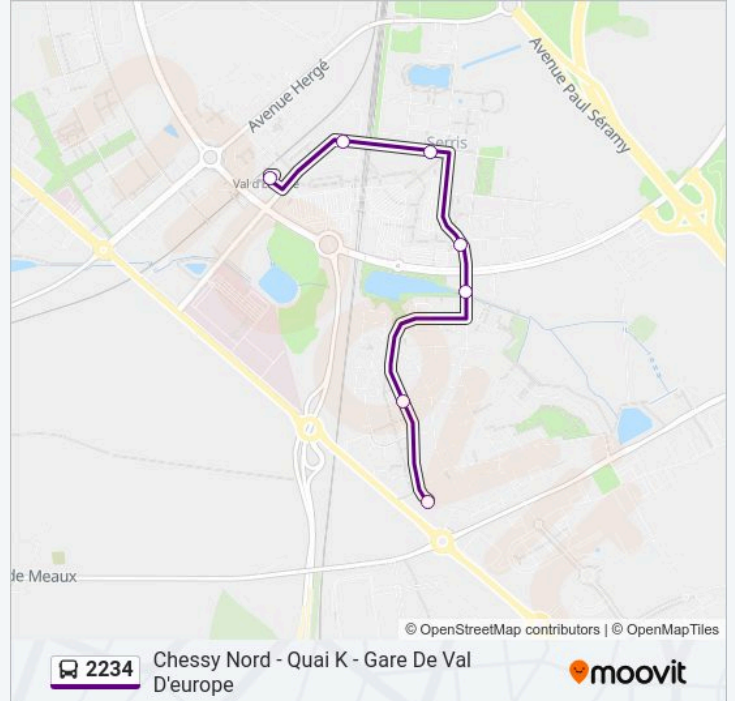 Avenue Paul Séramy
Avenue Hergé
Serris
Val d'Europe
de Meaux
© OpenStreetMap contributors | © OpenMapTiles
2234
Chessy Nord - Quai K - Gare De Val
D'europe
moovit